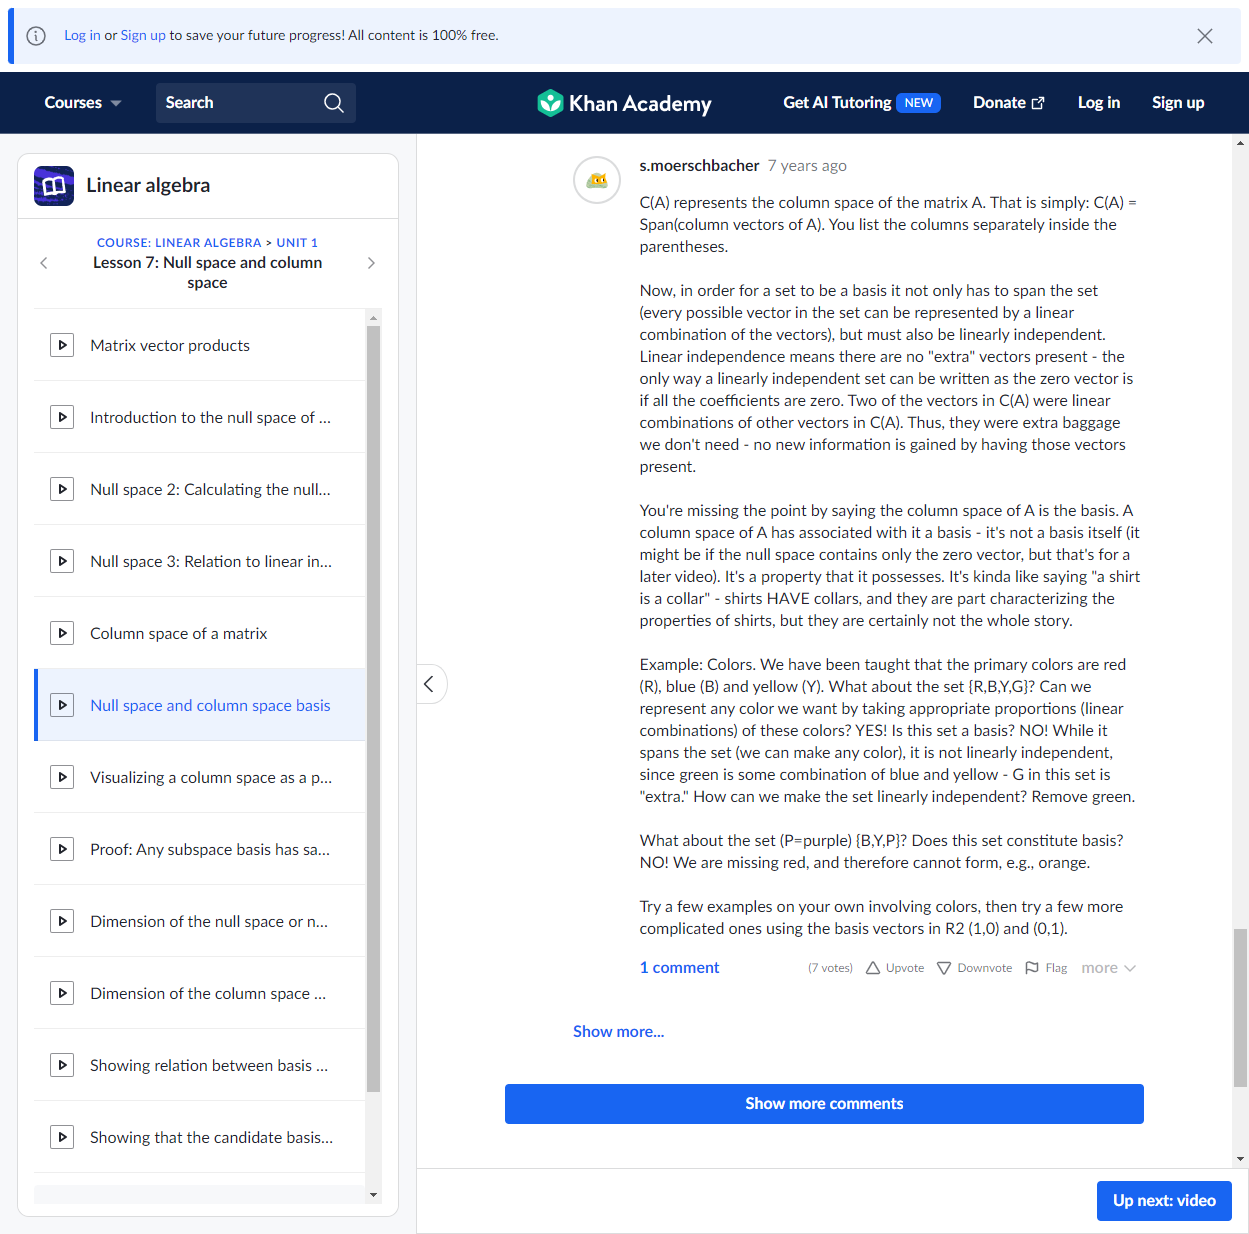 Log in or Sign up to save your future progress! All content is 100% free.
Courses
Search
Khan Academy
Get AI Tutoring NEW
Donate
Log in
Sign up
Linear algebra
COURSE: LINEAR ALGEBRA > UNIT 1
Lesson 7: Null space and column
space
Matrix vector products
Introduction to the null space of ...
Null space 2: Calculating the null...
Null space 3: Relation to linear in...
Column space of a matrix
Null space and column space basis
Visualizing a column space as a p...
Proof: Any subspace basis has sa...
Dimension of the null space or n...
Dimension of the column space ...
Showing relation between basis ...
Showing that the candidate basis...
s.moerschbacher 7 years ago
C(A) represents the column space of the matrix A. That is simply: C(A) =
Span(column vectors of A). You list the columns separately inside the
parentheses.
Now, in order for a set to be a basis it not only has to span the set
(every possible vector in the set can be represented by a linear
combination of the vectors), but must also be linearly independent.
Linear independence means there are no "extra" vectors present - the
only way a linearly independent set can be written as the zero vector is
if all the coefficients are zero. Two of the vectors in C(A) were linear
combinations of other vectors in C(A). Thus, they were extra baggage
we don't need - no new information is gained by having those vectors
present.
You're missing the point by saying the column space of A is the basis. A
column space of A has associated with it a basis - it's not a basis itself (it
might be if the null space contains only the zero vector, but that's for a
later video). It's a property that it possesses. It's kinda like saying "a shirt
is a collar" - shirts HAVE collars, and they are part characterizing the
properties of shirts, but they are certainly not the whole story.
Example: Colors. We have been taught that the primary colors are red
(R), blue (B) and yellow (Y). What about the set {R,B,Y,G}? Can we
represent any color we want by taking appropriate proportions (linear
combinations) of these colors? YES! Is this set a basis? NO! While it
spans the set (we can make any color), it is not linearly independent,
since green is some combination of blue and yellow - G in this set is
"extra." How can we make the set linearly independent? Remove green.
What about the set (P=purple) {B,Y,P}? Does this set constitute basis?
NO! We are missing red, and therefore cannot form, e.g., orange.
Try a few examples on your own involving colors, then try a few more
complicated ones using the basis vectors in R2 (1,0) and (0,1).
1 comment
(7 votes)
Upvote
Downvote
Flag
more
Show more...
Show more comments
Up next: video